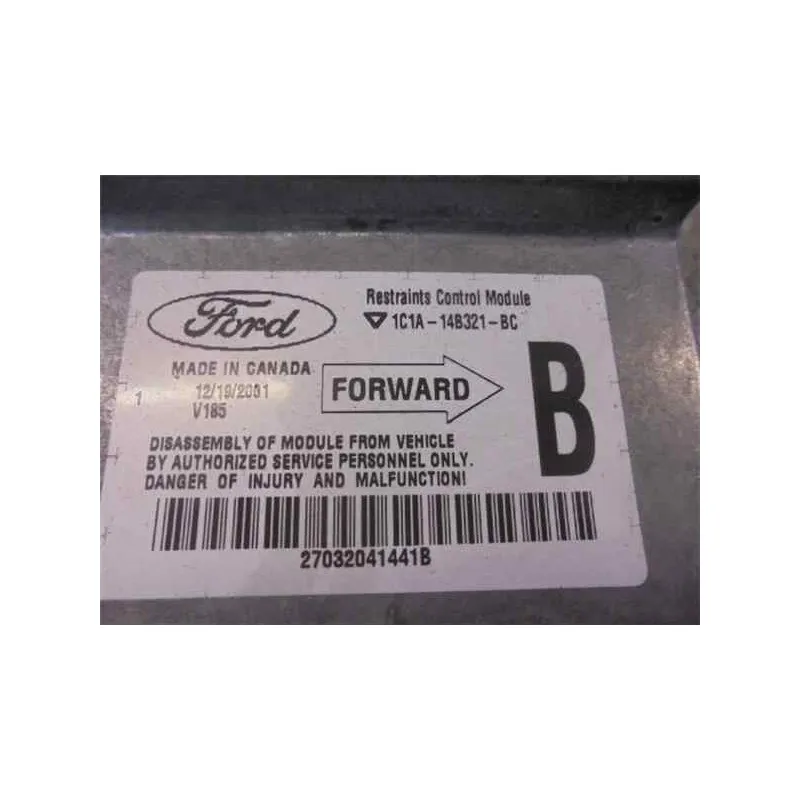 Ford
Restraints Control Module
1C1A-14B321-BC
MADE IN CANADA
12/19/2001
V185
1
FORWARD
B
DISASSEMBLY OF MODULE FROM VEHICLE
BY AUTHORIZED SERVICE PERSONNEL ONLY.
DANGER OF INJURY AND MALFUNCTION!
27032041441B